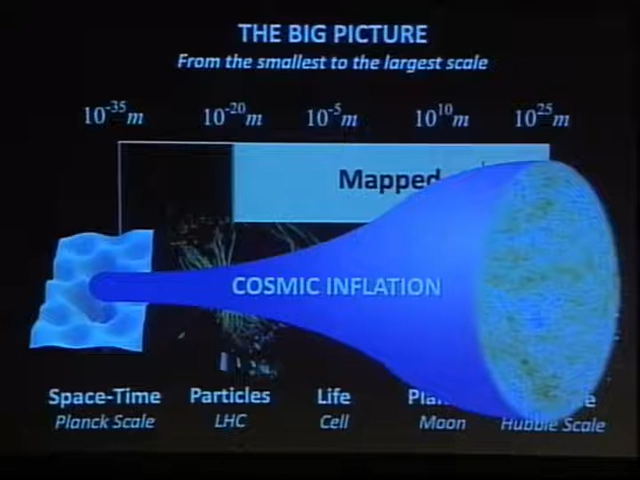 THE BIG PICTURE
From the smallest to the largest scale
10⁻³⁵m 10⁻²⁰m 10⁻⁵m 10¹⁰m 10²⁵m
Mapped
COSMIC INFLATION
Space-Time Particles Life
Planck Scale LHC Cell Moon Hubble Scale